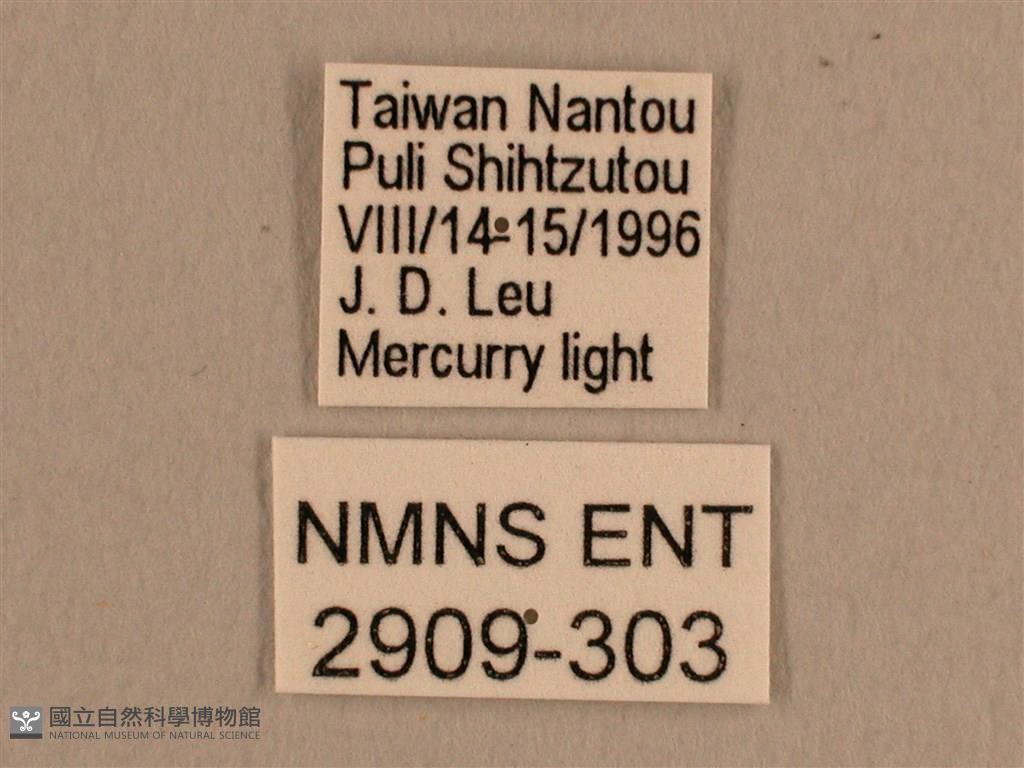 Taiwan Nantou
Puli Shihtzutou
VIII/14-15/1996
J. D. Leu
Mercurry light
NMNS ENT
2909-303
國立自然科學博物館
NATIONAL MUSEUM OF NATURAL SCIENCE